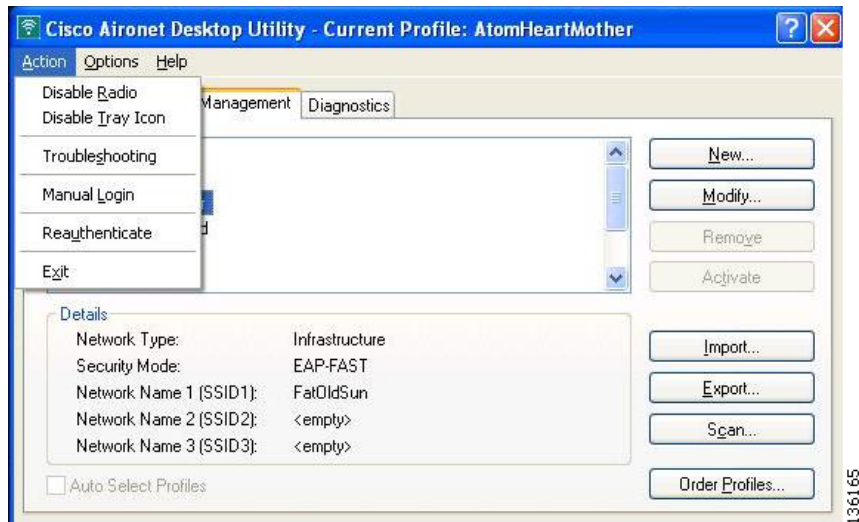 Cisco Aironet Desktop Utility - Current Profile: AtomHeartMother
Action Options Help
Disable Radio
Disable Tray Icon
Troubleshooting
Manual Login
Reauthenticate
Exit
Management Diagnostics
New...
Modify...
Remove
Activate
Details
Network Type: Infrastructure
Security Mode: EAP-FAST
Network Name 1 (SSID1): FatOldSun
Network Name 2 (SSID2): <empty>
Network Name 3 (SSID3): <empty>
Import...
Export...
Scan...
Auto Select Profiles
Order Profiles...
136165